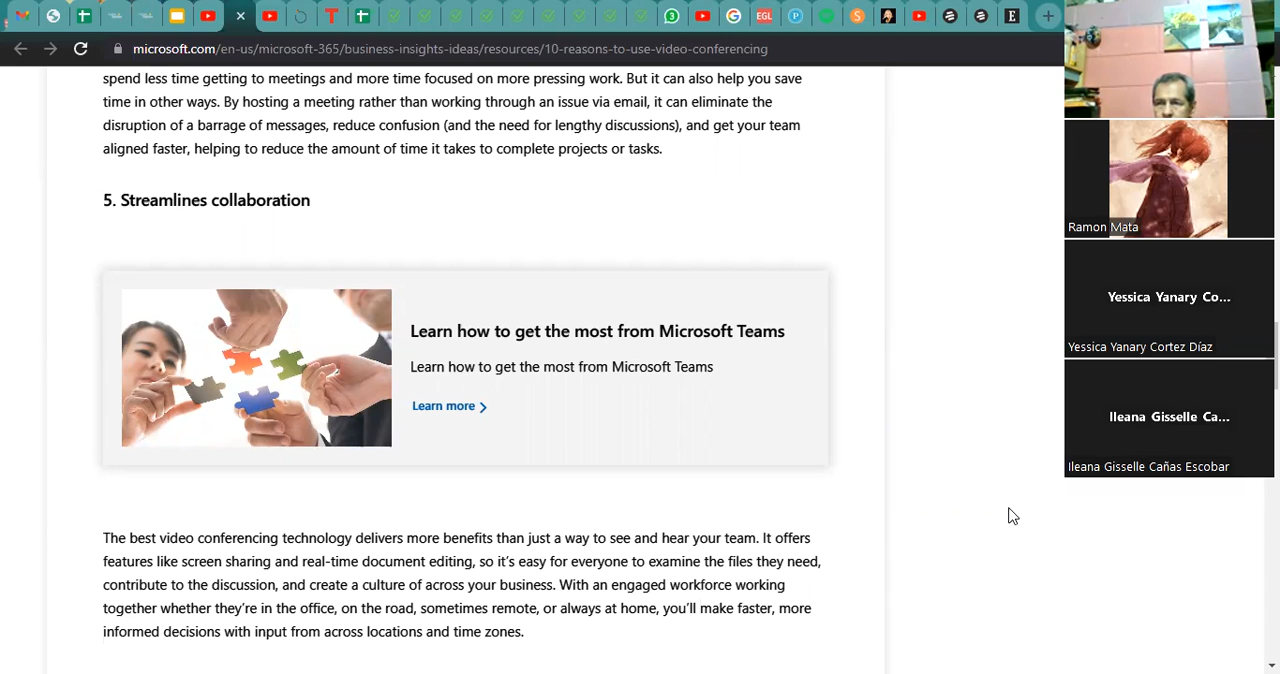 3
EGL
T
P
S
E
microsoft.com/en-us/microsoft-365/business-insights-ideas/resources/10-reasons-to-use-video-conferencing
spend less time getting to meetings and more time focused on more pressing work. But it can also help you save
time in other ways. By hosting a meeting rather than working through an issue via email, it can eliminate the
disruption of a barrage of messages, reduce confusion (and the need for lengthy discussions), and get your team
aligned faster, helping to reduce the amount of time it takes to complete projects or tasks.
5. Streamlines collaboration
Learn how to get the most from Microsoft Teams
Learn how to get the most from Microsoft Teams
Learn more
The best video conferencing technology delivers more benefits than just a way to see and hear your team. It offers
features like screen sharing and real-time document editing, so it's easy for everyone to examine the files they need,
contribute to the discussion, and create a culture of across your business. With an engaged workforce working
together whether they're in the office, on the road, sometimes remote, or always at home, you'll make faster, more
informed decisions with input from across locations and time zones.
Ramon Mata
Yessica Yanary Co...
Yessica Yanary Cortez Díaz
Ileana Gisselle Ca...
Ileana Gisselle Cañas Escobar